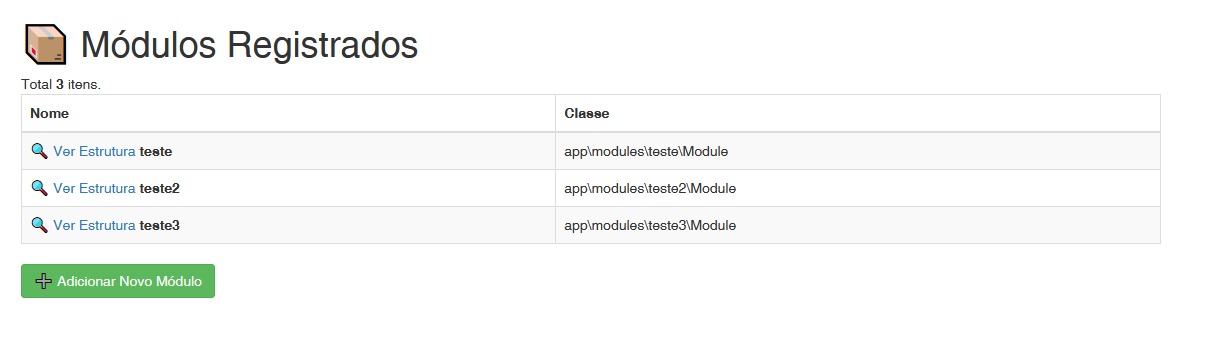 Módulos Registrados
Total 3 itens.
Nome Classe
Ver Estrutura teste app\modules\teste\Module
Ver Estrutura teste2 app\modules\teste2\Module
Ver Estrutura teste3 app\modules\teste3\Module
Adicionar Novo Módulo